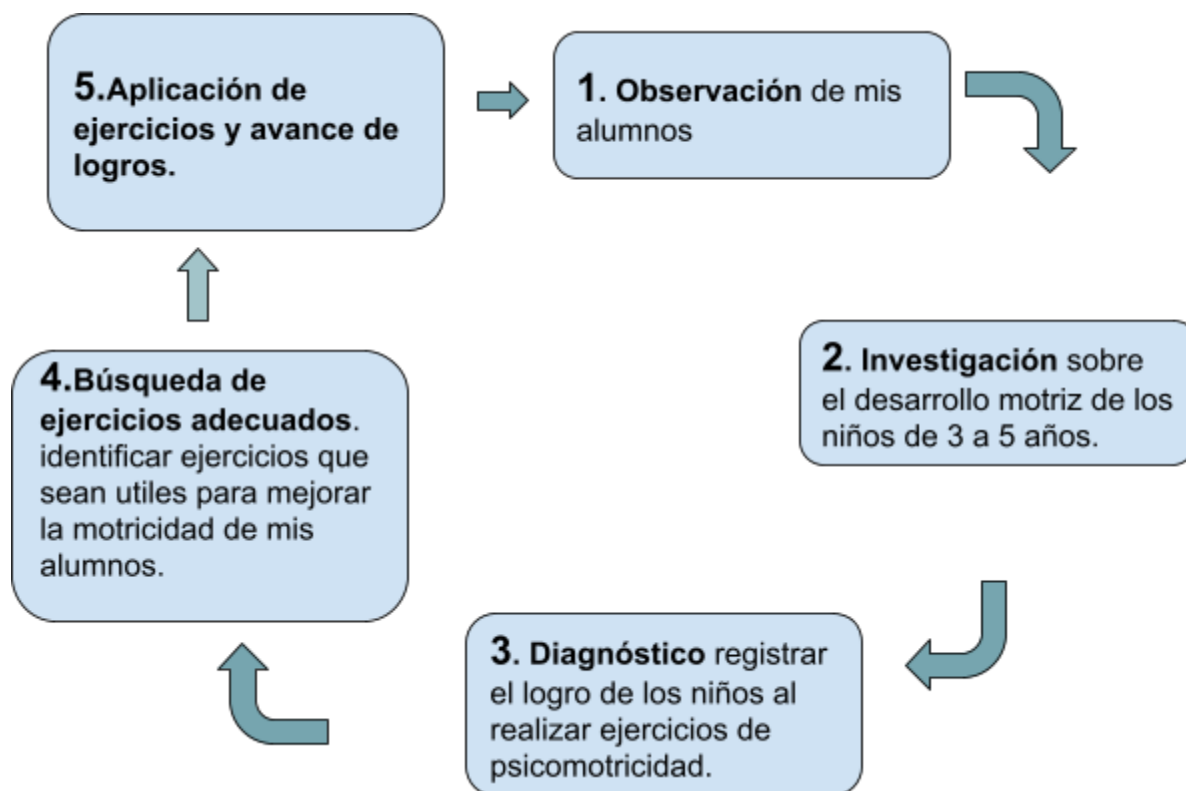 5.Aplicación de
ejercicios y avance de
logros.
1. Observación de mis
alumnos
2. Investigación sobre
el desarrollo motriz de los
niños de 3 a 5 años.
4.Búsqueda de
ejercicios adecuados.
identificar ejercicios que
sean utiles para mejorar
la motricidad de mis
alumnos.
3. Diagnóstico registrar
el logro de los niños al
realizar ejercicios de
psicomotricidad.